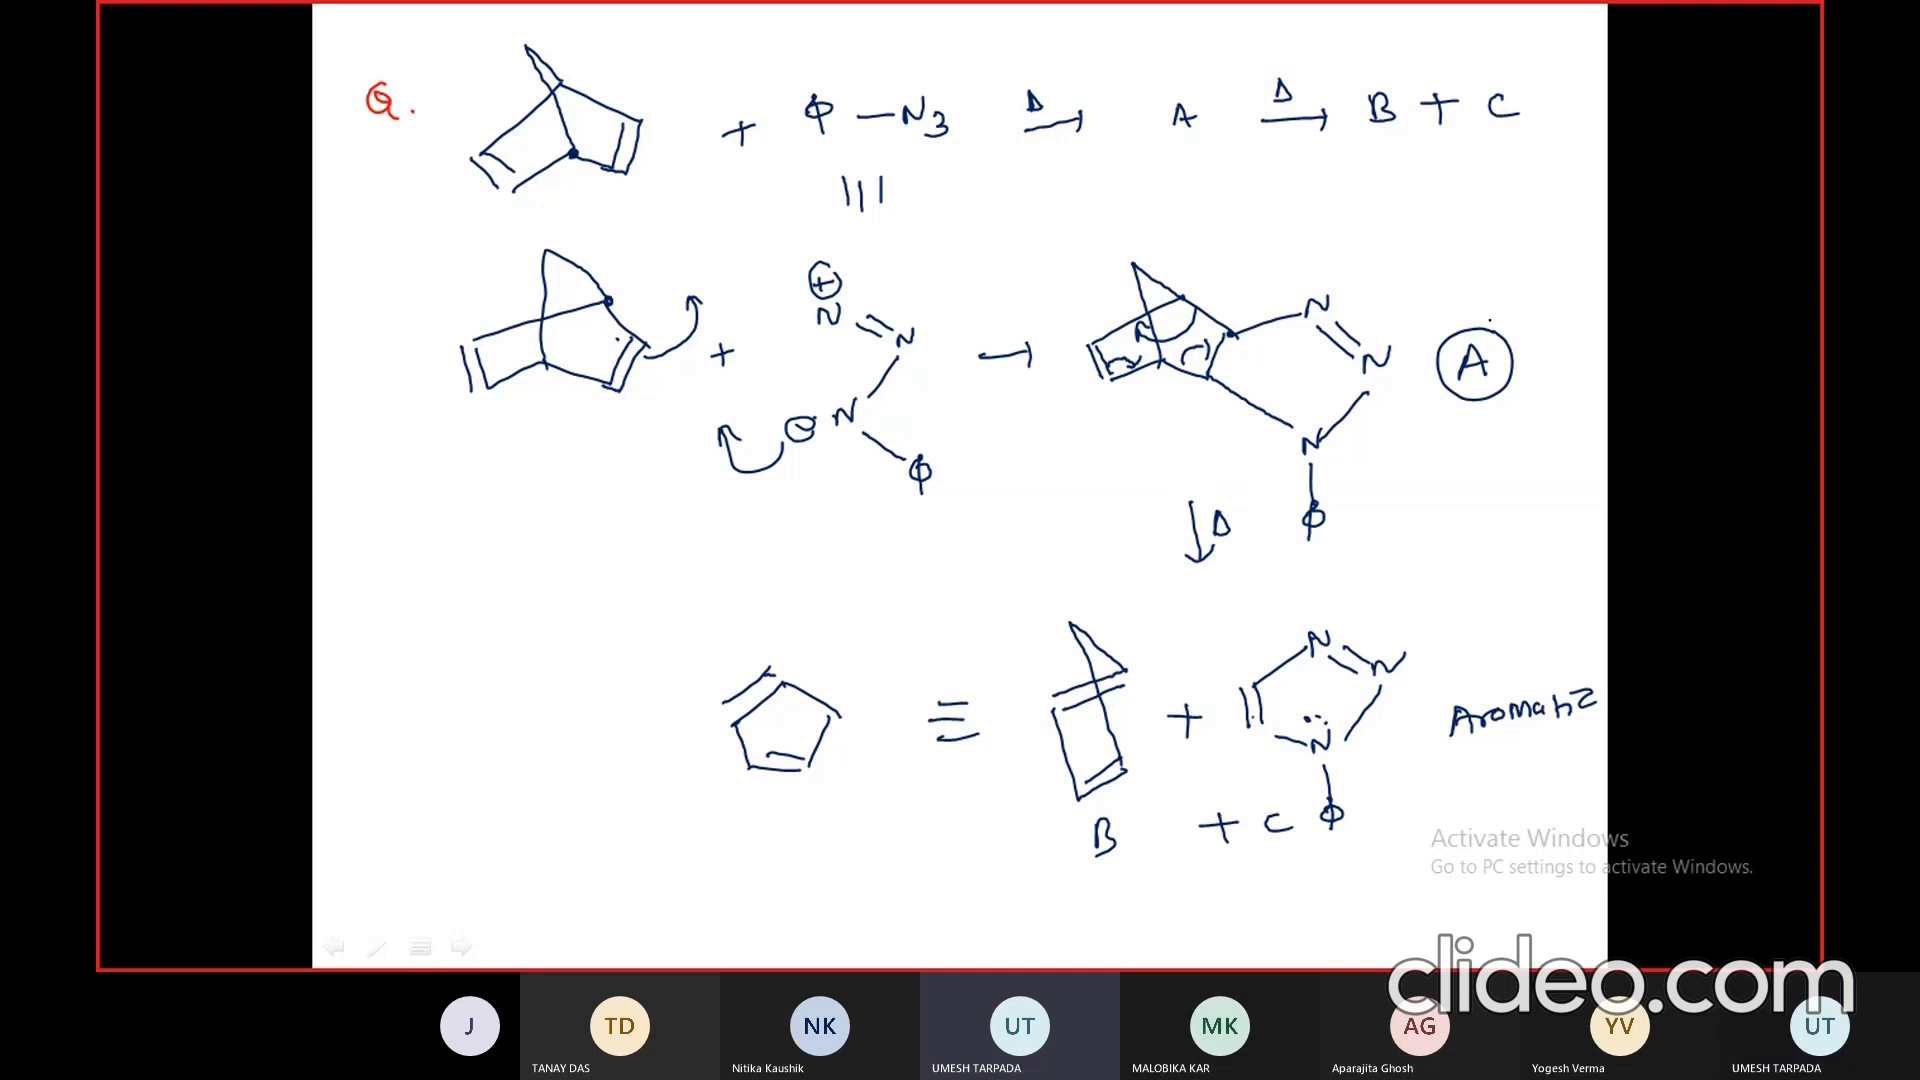 Q.
+ Φ — N3 Δ → A Δ → B + C
+
⊕
N = N
⊖ N
Φ
→
N
N
N
Φ
A
Δ
≡
+
N = N
N̈
Φ
Aromatic
B + C
Activate Windows
Go to PC settings to activate Windows.
clideo.com
J TD NK UT MK AG YV UT
TANAY DAS Nitika Kaushik UMESH TARPADA MALOBIKA KAR Aparajita Ghosh Yogesh Verma UMESH TARPADA